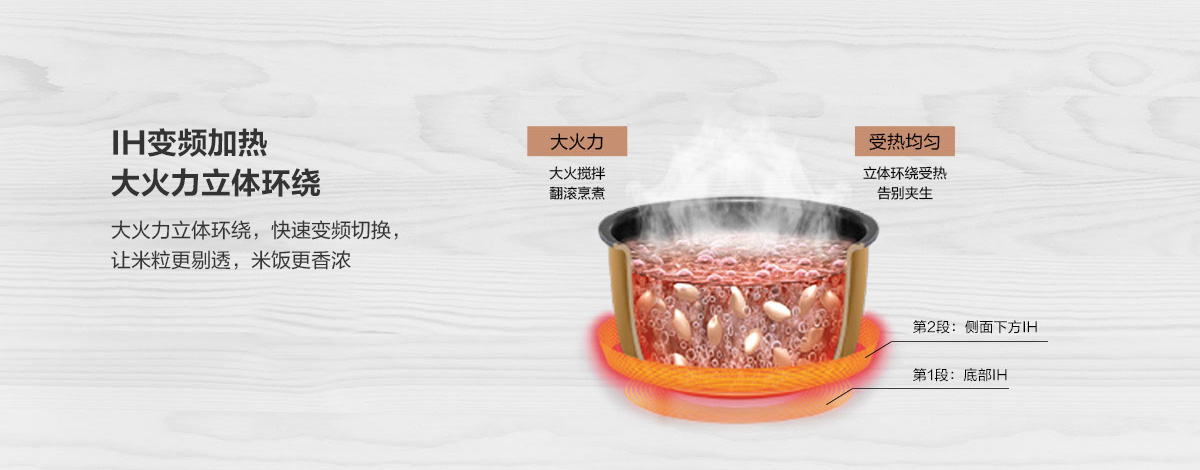 IH变频加热
大火力立体环绕
大火力立体环绕，快速变频切换，
让米粒更剔透，米饭更香浓
大火力
大火搅拌
翻滚烹煮
受热均匀
立体环绕受热
告别夹生
第2段：侧面下方IH
第1段：底部IH